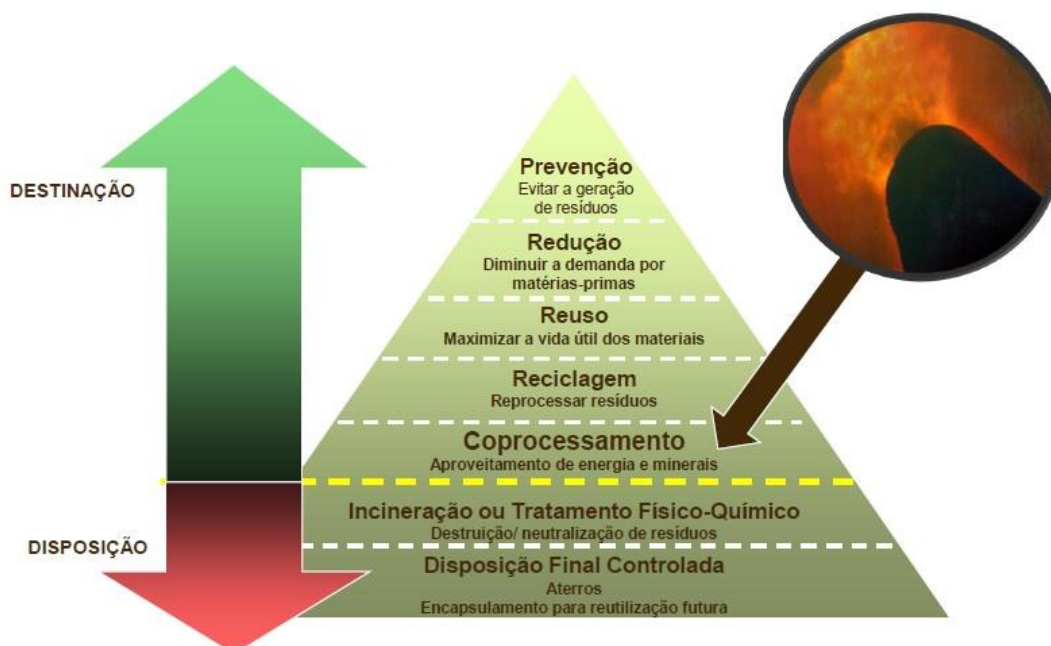 DESTINAÇÃO
Prevenção
Evitar a geração
de resíduos
Redução
Diminuir a demanda por
matérias-primas
Reuso
Maximizar a vida útil dos materiais
Reciclagem
Reprocessar resíduos
Coprocessamento
Aproveitamento de energia e minerais
Incineração ou Tratamento Físico-Químico
Destruição/ neutralização de resíduos
DISPOSIÇÃO
Disposição Final Controlada
Aterros
Encapsulamento para reutilização futura